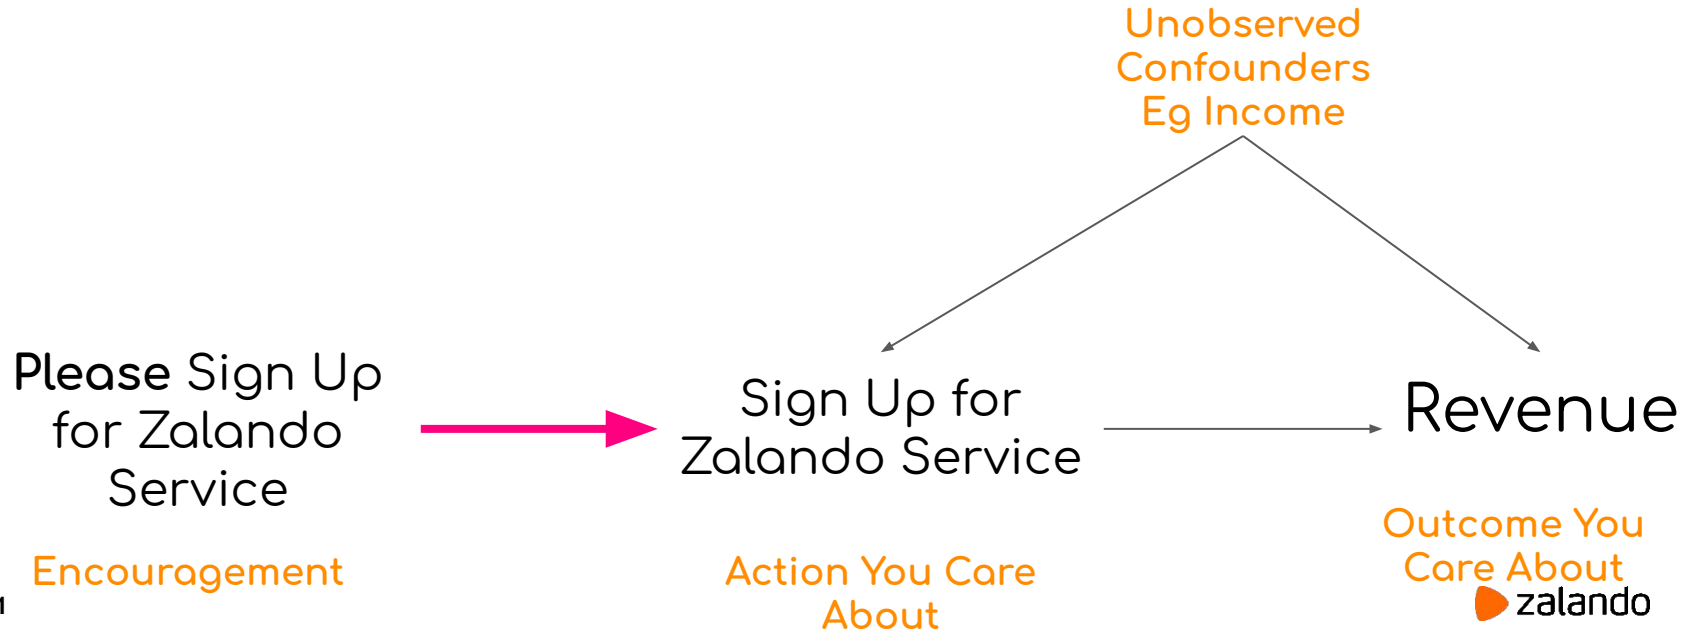 Unobserved
Confounders
Eg Income
Please Sign Up
for Zalando
Service
Encouragement
Sign Up for
Zalando Service
Action You Care
About
Revenue
Outcome You
Care About
zalando